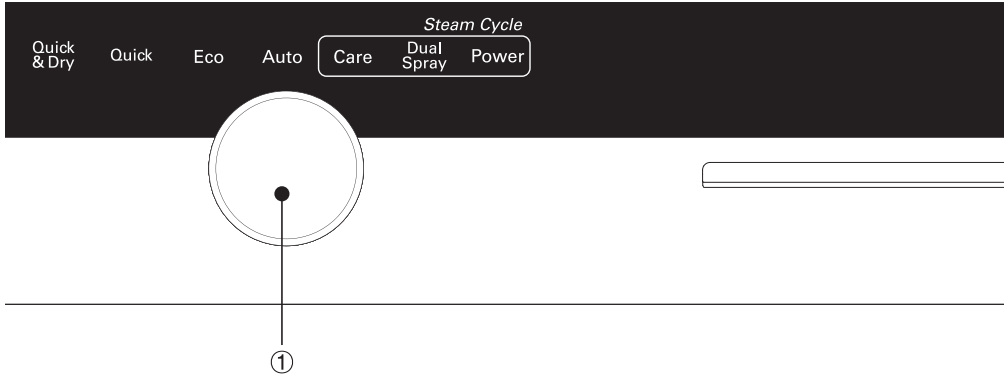 Steam Cycle
Quick
& Dry
Quick
Eco
Auto
Care
Dual
Spray
Power
①